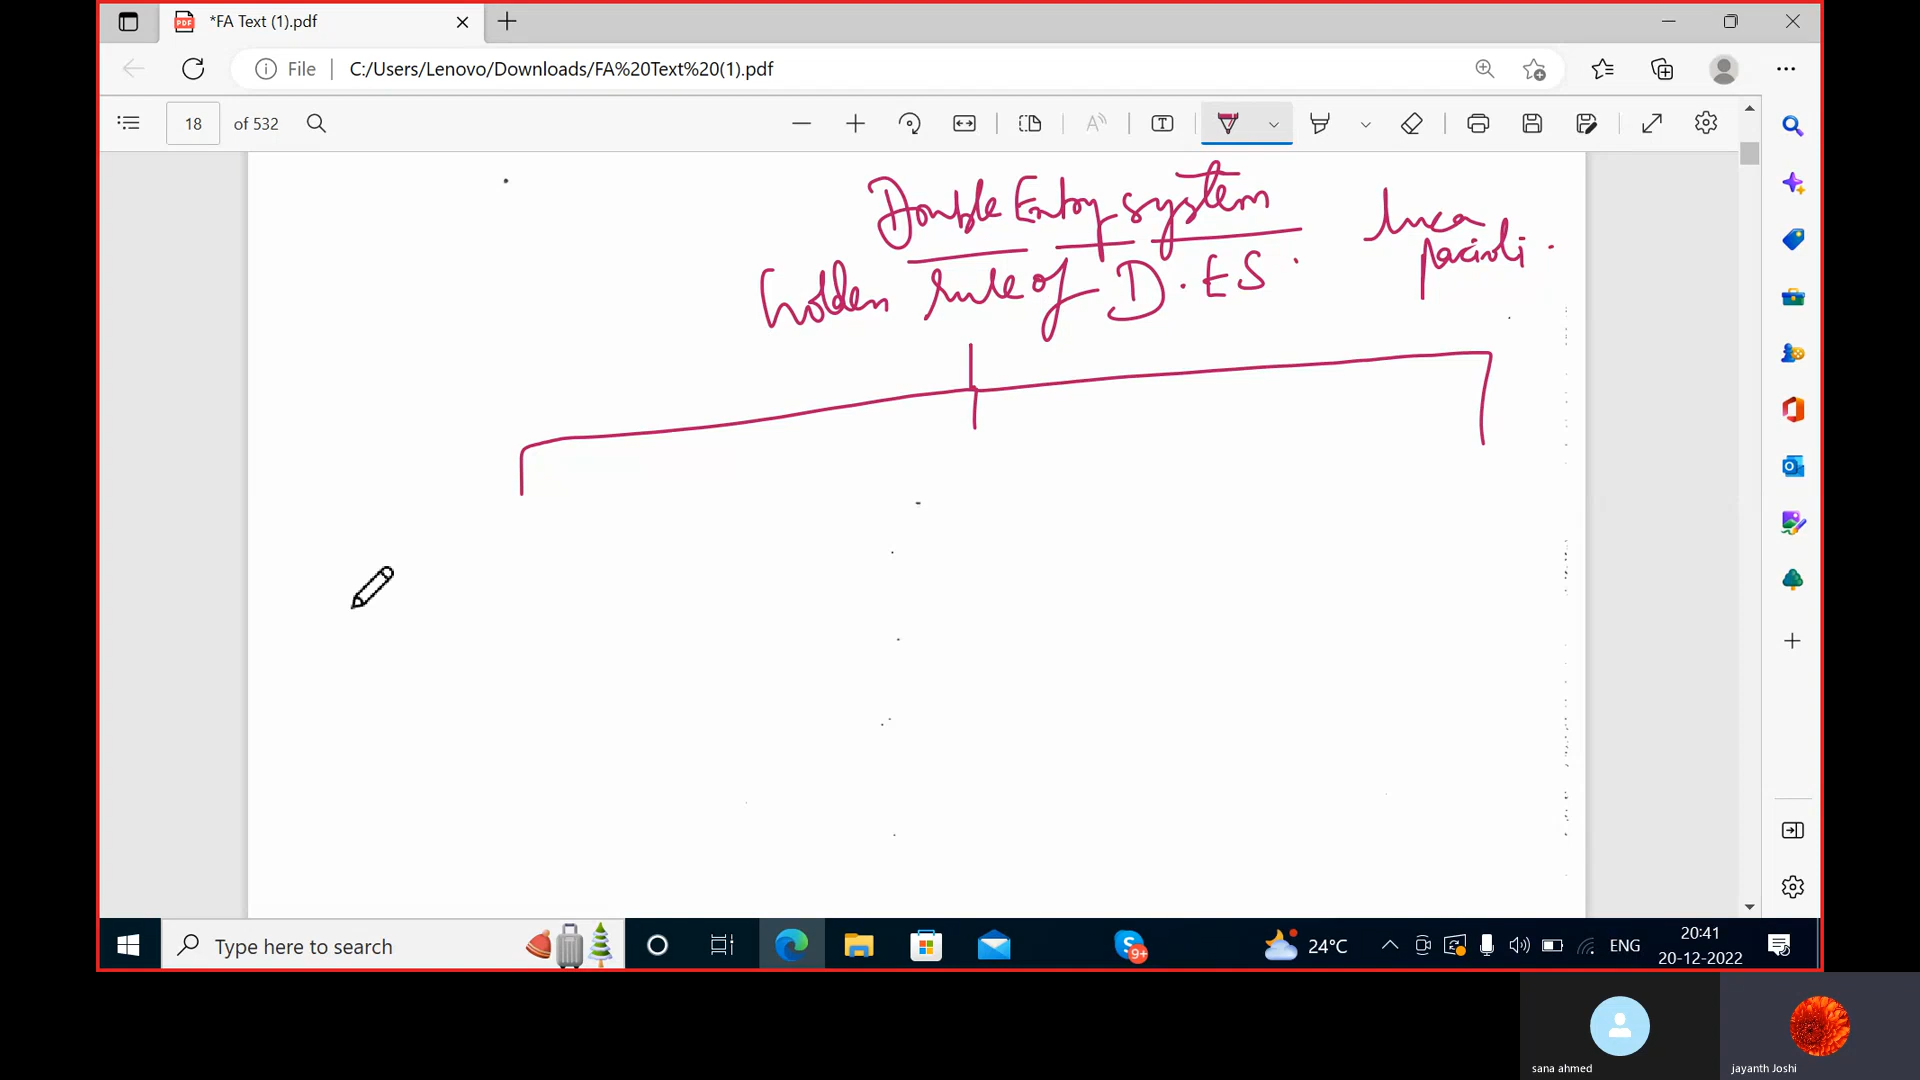 *FA Text (1).pdf
File C:/Users/Lenovo/Downloads/FA%20Text%20(1).pdf
18 of 532
Double Entry system
luca
pacioli.
Golden rule of D.ES.
Type here to search
9+
24°C
ENG
20:41
20-12-2022
sana ahmed
jayanth Joshi